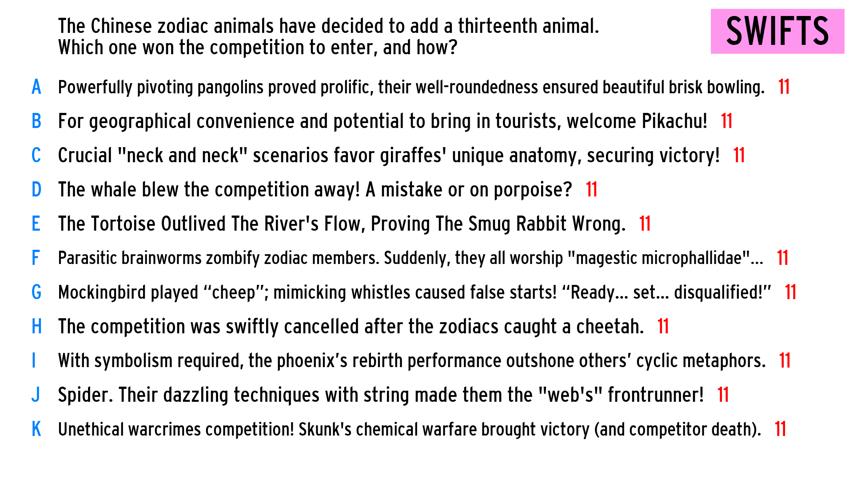 The Chinese zodiac animals have decided to add a thirteenth animal.
Which one won the competition to enter, and how?
SWIFTS
A Powerfully pivoting pangolins proved prolific, their well-roundedness ensured beautiful brisk bowling. 11
B For geographical convenience and potential to bring in tourists, welcome Pikachu! 11
C Crucial "neck and neck" scenarios favor giraffes' unique anatomy, securing victory! 11
D The whale blew the competition away! A mistake or on porpoise? 11
E The Tortoise Outlived The River's Flow, Proving The Smug Rabbit Wrong. 11
F Parasitic brainworms zombify zodiac members. Suddenly, they all worship "magestic microphallidae"... 11
G Mockingbird played “cheep”; mimicking whistles caused false starts! “Ready... set... disqualified!” 11
H The competition was swiftly cancelled after the zodiacs caught a cheetah. 11
I With symbolism required, the phoenix’s rebirth performance outshone others’ cyclic metaphors. 11
J Spider. Their dazzling techniques with string made them the "web's" frontrunner! 11
K Unethical warcrimes competition! Skunk's chemical warfare brought victory (and competitor death). 11